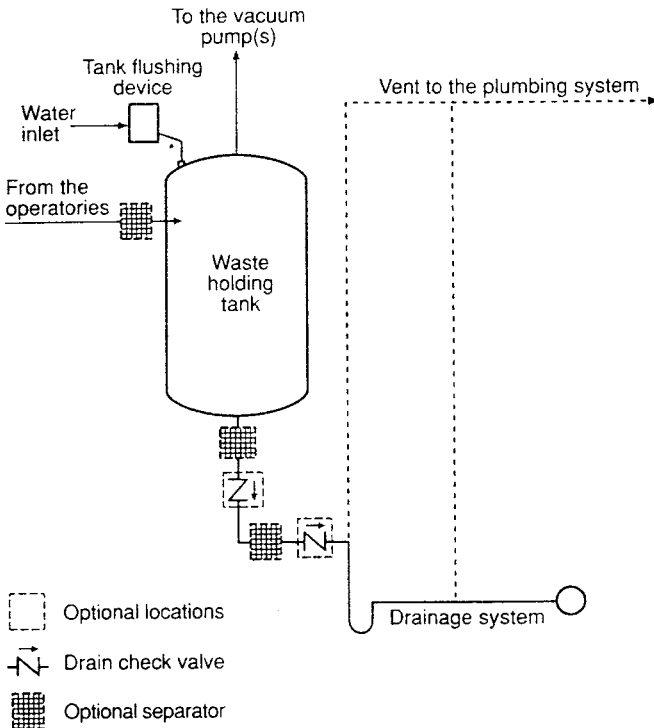 To the vacuum
pump(s)
Tank flushing
device
Water
inlet
Vent to the plumbing system
From the
operatories
Waste
holding
tank
Drainage system
Optional locations
Drain check valve
Optional separator